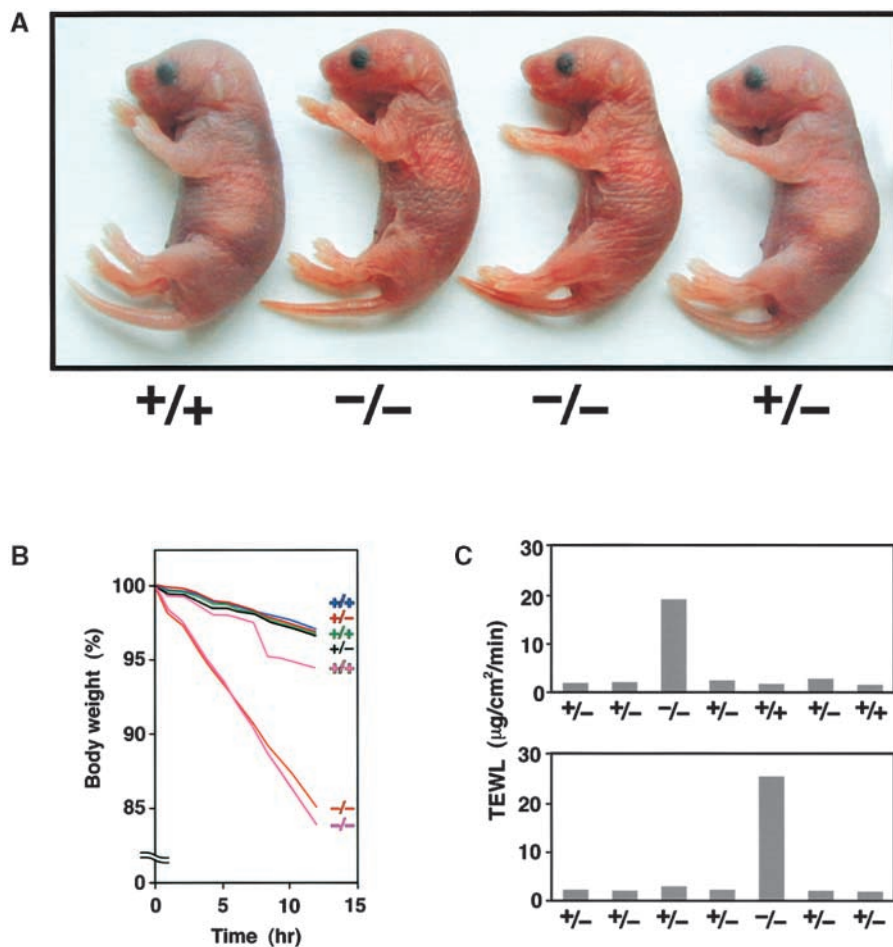 A
+/+ −/− −/− +/−
B
100
95
90
85
0
Body weight (%)
0 5 10 15
Time (hr)
+/+
+/−
+/+
+/−
+/+
−/−
−/−
C
30
20
10
0
+/− +/− −/− +/− +/+ +/− +/+
TEWL (μg/cm²/min)
30
20
10
0
+/− +/− +/− +/− −/− +/− +/−